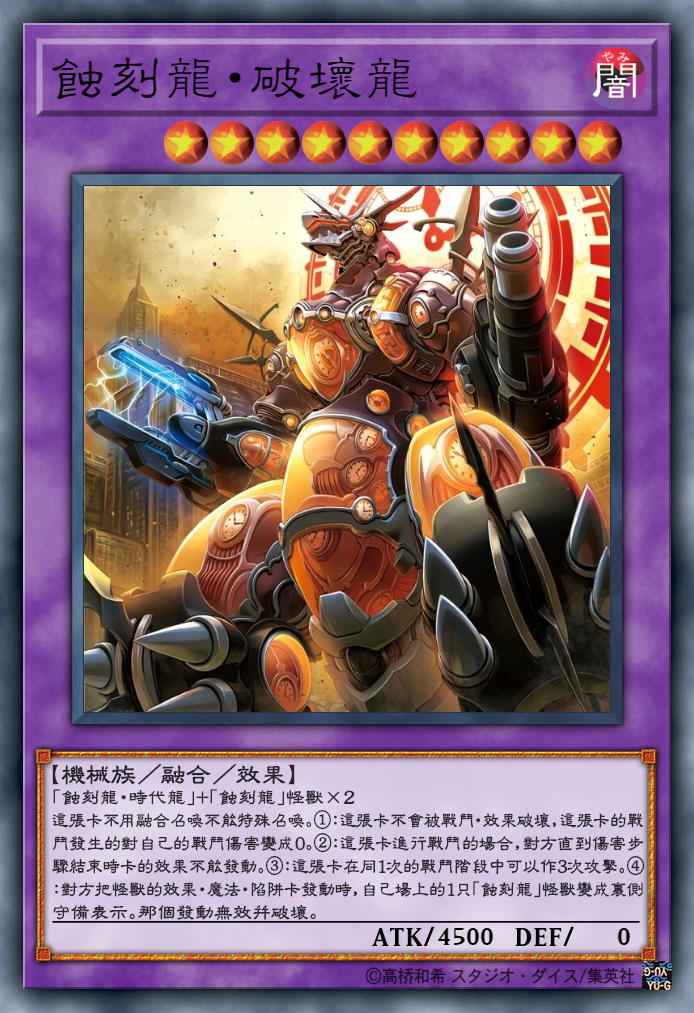 蝕刻龍・破壞龍
やみ
闇
【機械族／融合／效果】
「蝕刻龍・時代龍」+「蝕刻龍」怪獸×2
這張卡不用融合召喚不能特殊召喚。①:這張卡不會被戰鬥・效果破壞,這張卡的戰
鬥發生的對自己的戰鬥傷害變成0。②:這張卡進行戰鬥的場合,對方直到傷害步
驟結束時卡的效果不能發動。③:這張卡在同1次的戰鬥階段中可以作3次攻擊。④
:對方把怪獸的效果・魔法・陷阱卡發動時,自己場上的1只「蝕刻龍」怪獸變成裏側
守備表示。那個發動無效并破壞。
ATK/4500 DEF/ 0
©高桥和希 スタジオ・ダイス/集英社
YU-G